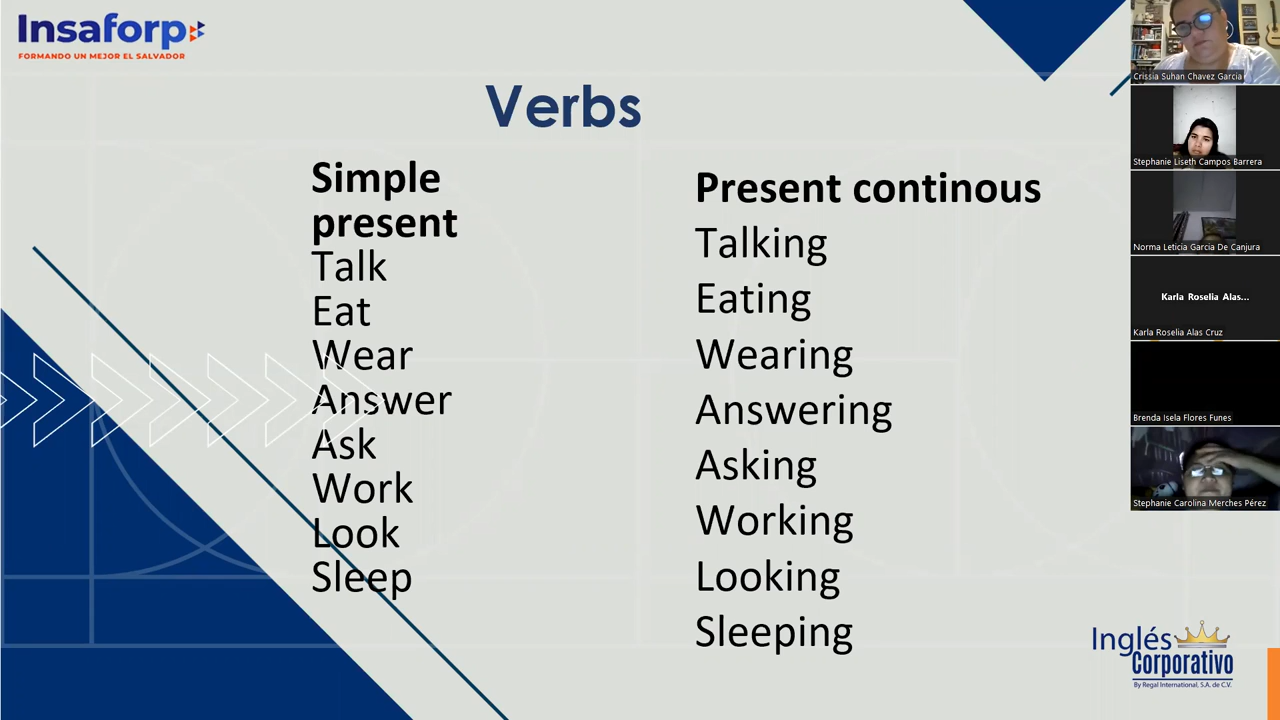 Insaforp
FORMANDO UN MEJOR EL SALVADOR
Verbs
Simple
present
Talk
Eat
Wear
Answer
Ask
Work
Look
Sleep
Present continous
Talking
Eating
Wearing
Answering
Asking
Working
Looking
Sleeping
Inglés
Corporativo
By Regal International, S.A. de C.V.
Crissia Suhan Chavez Garcia
Stephanie Liseth Campos Barrera
Norma Leticia Garcia De Canjura
Karla Roselia Alas...
Karla Roselia Alas Cruz
Brenda Isela Flores Funes
Stephanie Carolina Merches Pérez